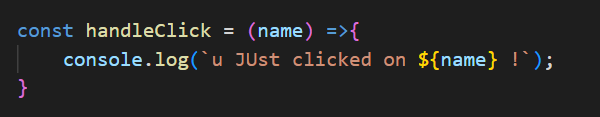 const handleClick = (name) =>{
    console.log(`u JUst clicked on ${name} !`);
}